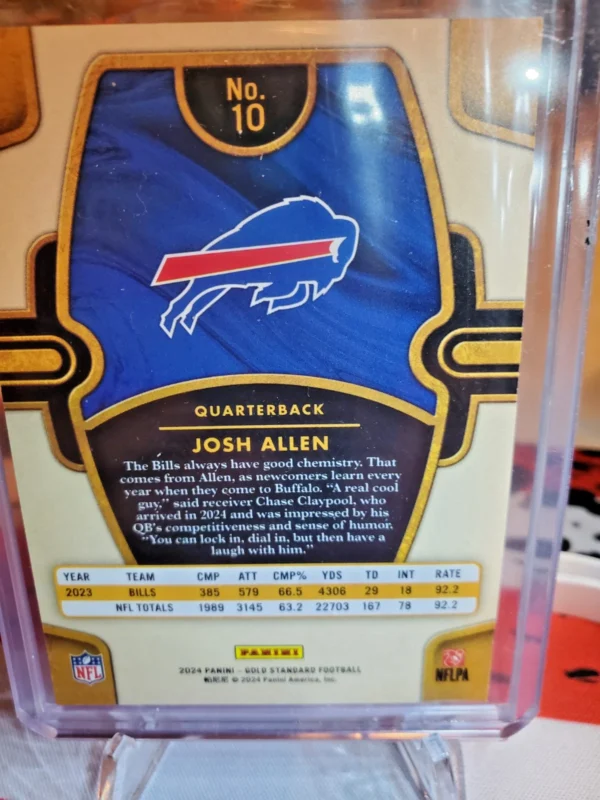 No.
10
QUARTERBACK
JOSH ALLEN
The Bills always have good chemistry. That
comes from Allen, as newcomers learn every
year when they come to Buffalo. “A real cool
guy,” said receiver Chase Claypool, who
arrived in 2024 and was impressed by his
QB’s competitiveness and sense of humor.
“You can lock in, dial in, but then have a
laugh with him.”
YEAR TEAM CMP ATT CMP% YDS TD INT RATE
2023 BILLS 385 579 66.5 4306 29 18 92.2
NFL TOTALS 1989 3145 63.2 22703 167 78 92.2
PANINI
2024 PANINI - GOLD STANDARD FOOTBALL
© 2024 Panini America, Inc.
NFL
NFLPA